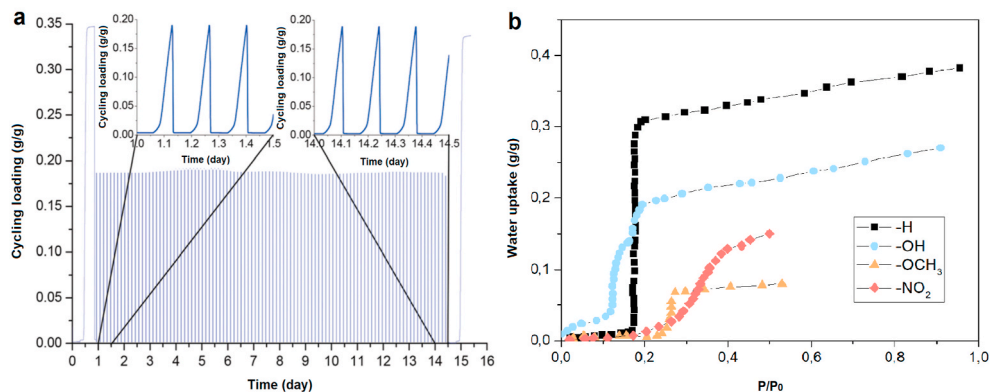 a
0.35
0.30
0.25
0.20
0.15
0.10
0.05
0.00
Cycling loading (g/g)
0 1 2 3 4 5 6 7 8 9 10 11 12 13 14 15 16
Time (day)
0.20
0.15
0.10
0.05
0.00
Cycling loading (g/g)
1.0 1.1 1.2 1.3 1.4 1.5
Time (day)
0.20
0.15
0.10
0.05
0.00
Cycling loading (g/g)
14.0 14.1 14.2 14.3 14.4 14.5
Time (day)
b
0,4
0,3
0,2
0,1
0,0
Water uptake (g/g)
0,0 0,2 0,4 0,6 0,8 1,0
P/P₀
-H
-OH
-OCH₃
-NO₂